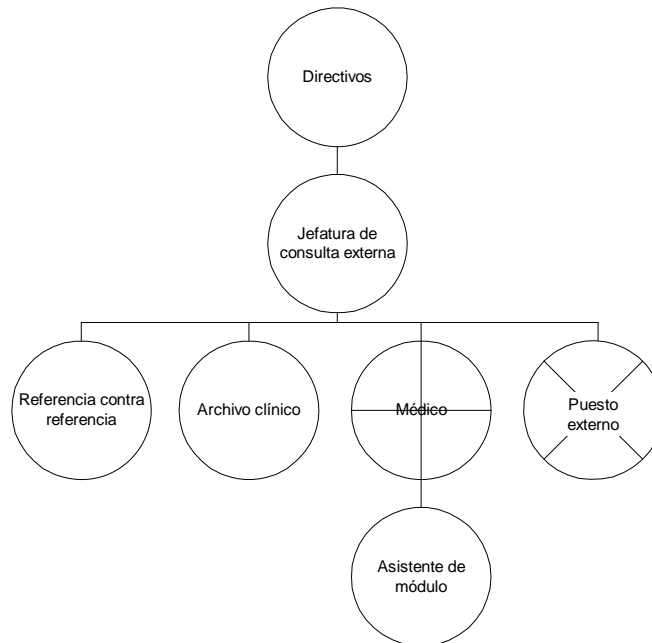 Directivos
Jefatura de
consulta externa
Referencia contra
referencia
Archivo clínico
Médico
Puesto
externo
Asistente de
módulo